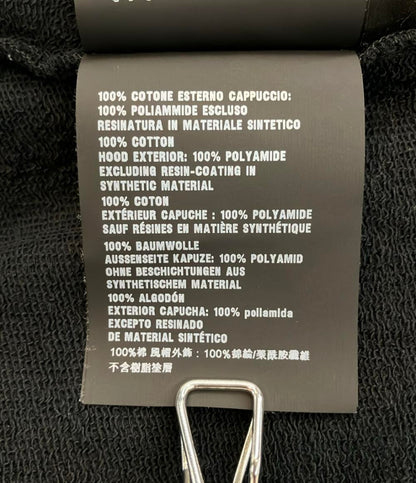 100% COTONE ESTERNO CAPPUCCIO:
100% POLIAMMIDE ESCLUSO
RESINATURA IN MATERIALE SINTETICO
100% COTTON
HOOD EXTERIOR: 100% POLYAMIDE
EXCLUDING RESIN-COATING IN
SYNTHETIC MATERIAL
100% COTON
EXTÉRIEUR CAPUCHE : 100% POLYAMIDE
SAUF RÉSINES EN MATIÈRE SYNTHÉTIQUE
100% BAUMWOLLE
AUSSENSEITE KAPUZE: 100% POLYAMID
OHNE BESCHICHTUNGEN AUS
SYNTHETISCHEM MATERIAL
100% ALGODÓN
EXTERIOR CAPUCHA: 100% poliamida
EXCEPTO RESINADO
DE MATERIAL SINTÉTICO
100%棉 風帽外飾：100%錦綸/聚酰胺纖維
不含樹脂塗層